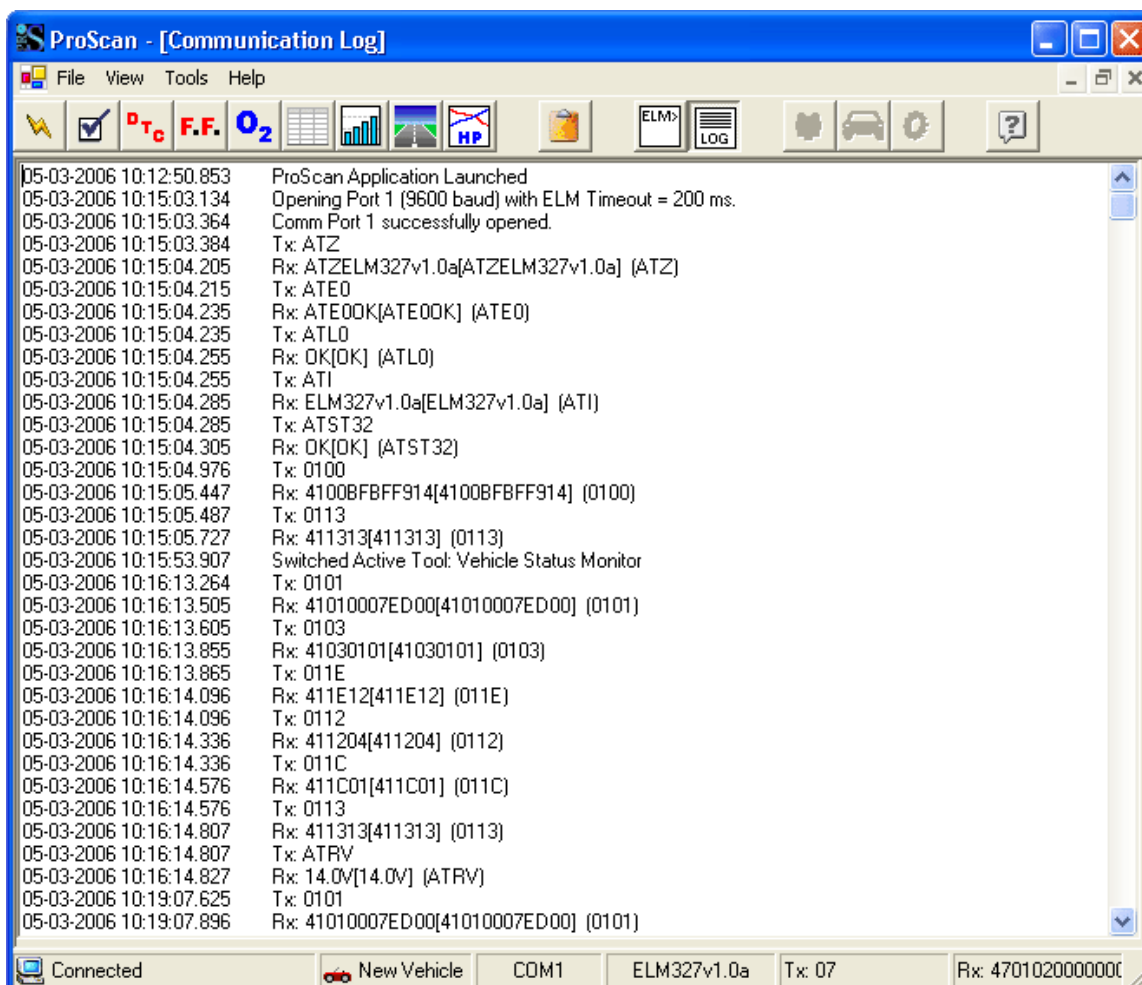 ProScan - [Communication Log]
File View Tools Help
DTC F.F. O2 HP ELM> LOG
05-03-2006 10:12:50.853 ProScan Application Launched
05-03-2006 10:15:03.134 Opening Port 1 (9600 baud) with ELM Timeout = 200 ms.
05-03-2006 10:15:03.364 Comm Port 1 successfully opened.
05-03-2006 10:15:03.384 Tx: ATZ
05-03-2006 10:15:04.205 Rx: ATZELM327v1.0a[ATZELM327v1.0a] (ATZ)
05-03-2006 10:15:04.215 Tx: ATE0
05-03-2006 10:15:04.235 Rx: ATE0OK[ATE0OK] (ATE0)
05-03-2006 10:15:04.235 Tx: ATL0
05-03-2006 10:15:04.255 Rx: OK[OK] (ATL0)
05-03-2006 10:15:04.255 Tx: ATI
05-03-2006 10:15:04.285 Rx: ELM327v1.0a[ELM327v1.0a] (ATI)
05-03-2006 10:15:04.285 Tx: ATST32
05-03-2006 10:15:04.305 Rx: OK[OK] (ATST32)
05-03-2006 10:15:04.976 Tx: 0100
05-03-2006 10:15:05.447 Rx: 4100BFBFF914[4100BFBFF914] (0100)
05-03-2006 10:15:05.487 Tx: 0113
05-03-2006 10:15:05.727 Rx: 411313[411313] (0113)
05-03-2006 10:15:53.907 Switched Active Tool: Vehicle Status Monitor
05-03-2006 10:16:13.264 Tx: 0101
05-03-2006 10:16:13.505 Rx: 41010007ED00[41010007ED00] (0101)
05-03-2006 10:16:13.605 Tx: 0103
05-03-2006 10:16:13.855 Rx: 41030101[41030101] (0103)
05-03-2006 10:16:13.865 Tx: 011E
05-03-2006 10:16:14.096 Rx: 411E12[411E12] (011E)
05-03-2006 10:16:14.096 Tx: 0112
05-03-2006 10:16:14.336 Rx: 411204[411204] (0112)
05-03-2006 10:16:14.336 Tx: 011C
05-03-2006 10:16:14.576 Rx: 411C01[411C01] (011C)
05-03-2006 10:16:14.576 Tx: 0113
05-03-2006 10:16:14.807 Rx: 411313[411313] (0113)
05-03-2006 10:16:14.807 Tx: ATRV
05-03-2006 10:16:14.827 Rx: 14.0V[14.0V] (ATRV)
05-03-2006 10:19:07.625 Tx: 0101
05-03-2006 10:19:07.896 Rx: 41010007ED00[41010007ED00] (0101)
Connected New Vehicle COM1 ELM327v1.0a Tx: 07 Rx: 4701020000000